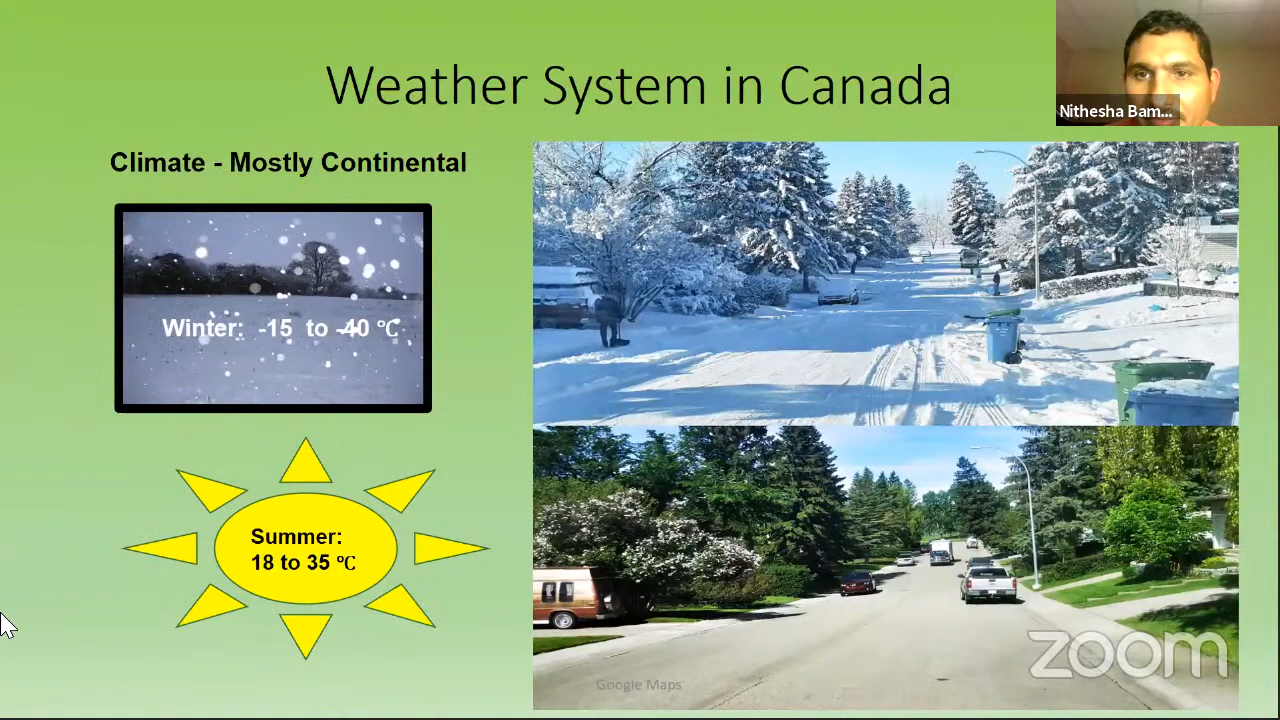 Weather System in Canada
Nithesha Bam...
Climate - Mostly Continental
Winter: -15 to -40 ℃
Summer:
18 to 35 ℃
Google Maps
zoom